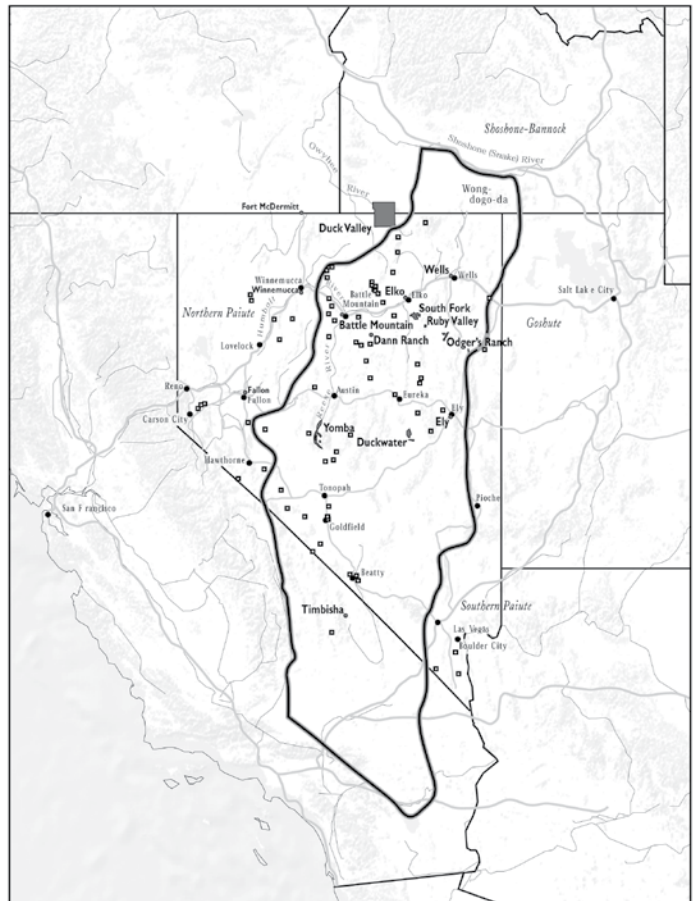 Shoshone-Bannock
Shoshone (Snake) River
Owyhee
River
Wong-
dogo-da
Fort McDermitt
Duck Valley
Wells
Wells
Winnemucca
Winnemucca
Battle
Mountain
Elko
Elko
Salt Lake City
South Fork
Northern Paiute
Humbolt
Battle Mountain
Ruby Valley
Goshute
Lovelock
Dann Ranch
Odger's Ranch
River
Reno
Fallon
Fallon
Austin
Eureka
Carson City
Ely
Ely
Yomba
Duckwater
Hawthorne
Tonopah
Pioche
San Francisco
Goldfield
Beatty
Timbisha
Southern Paiute
Las Vegas
Boulder City